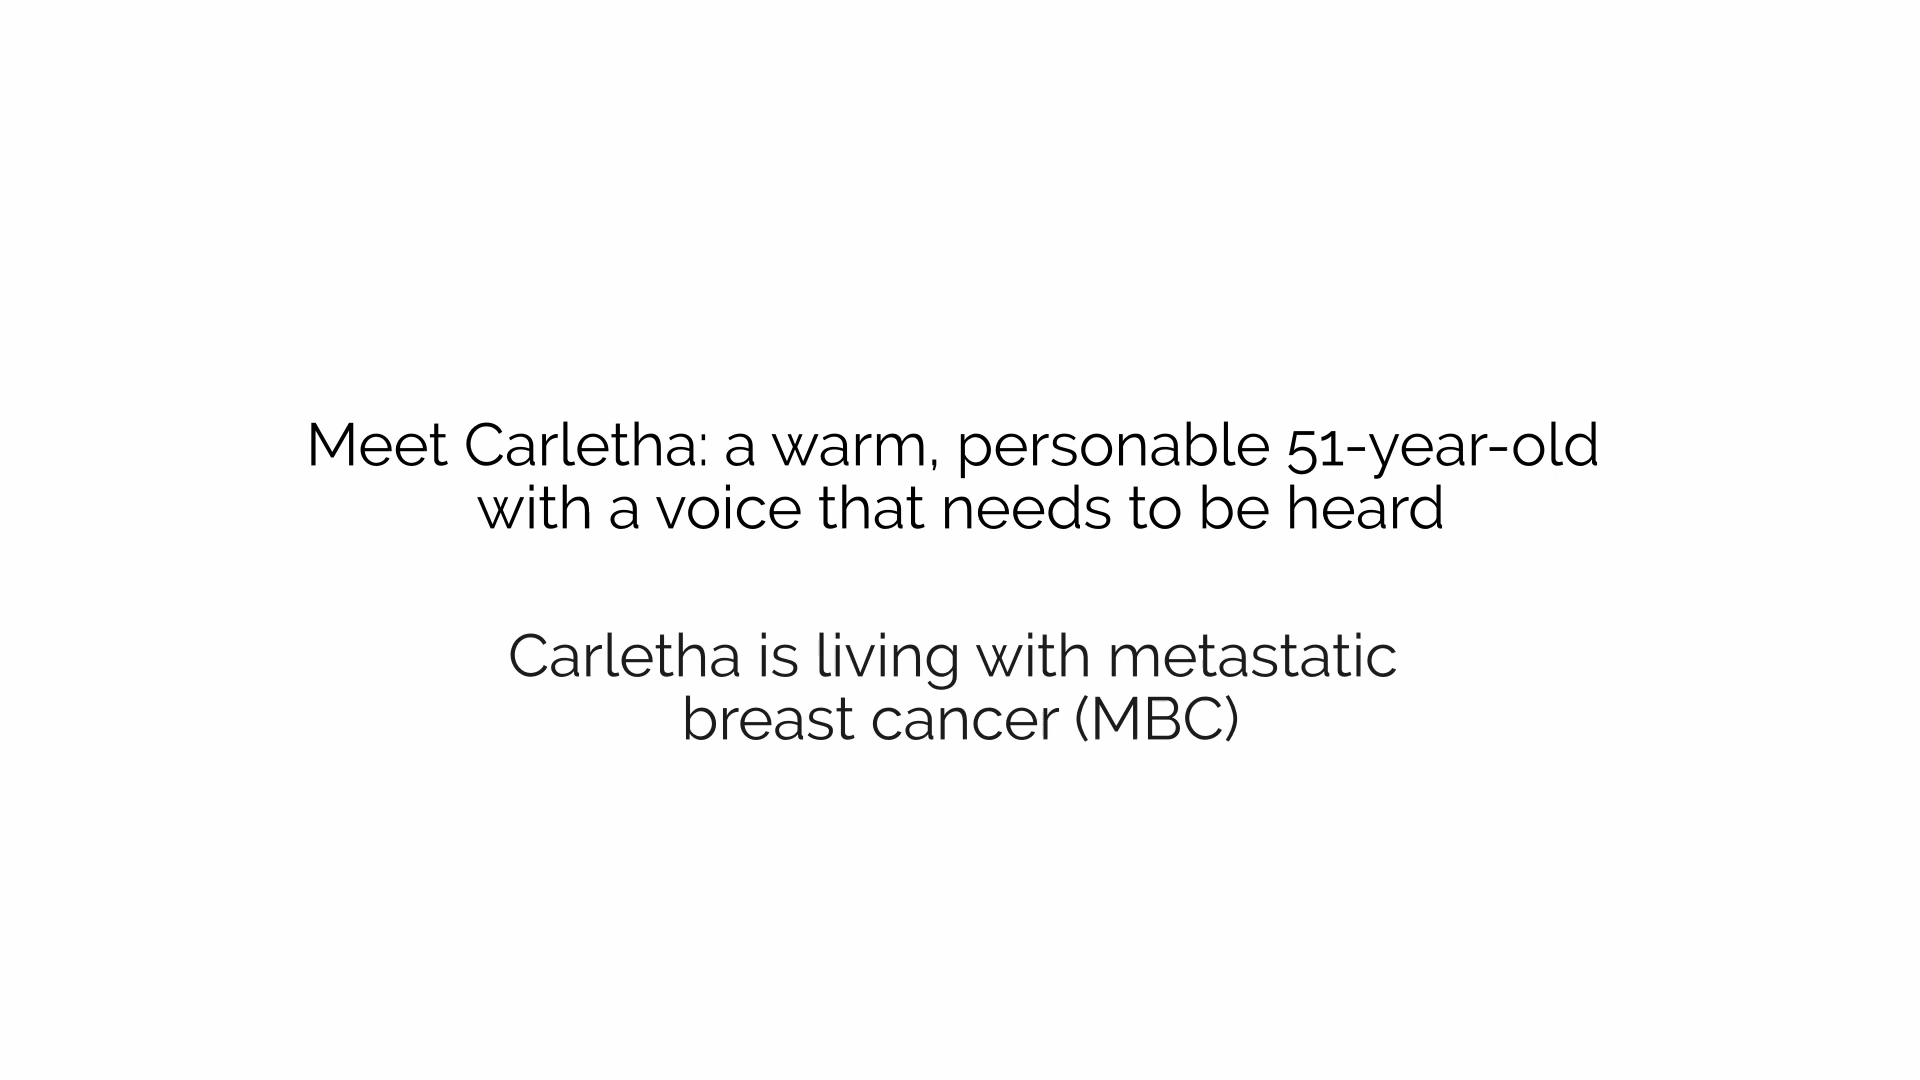 Meet Carletha: a warm, personable 51-year-old
with a voice that needs to be heard
Carletha is living with metastatic
breast cancer (MBC)